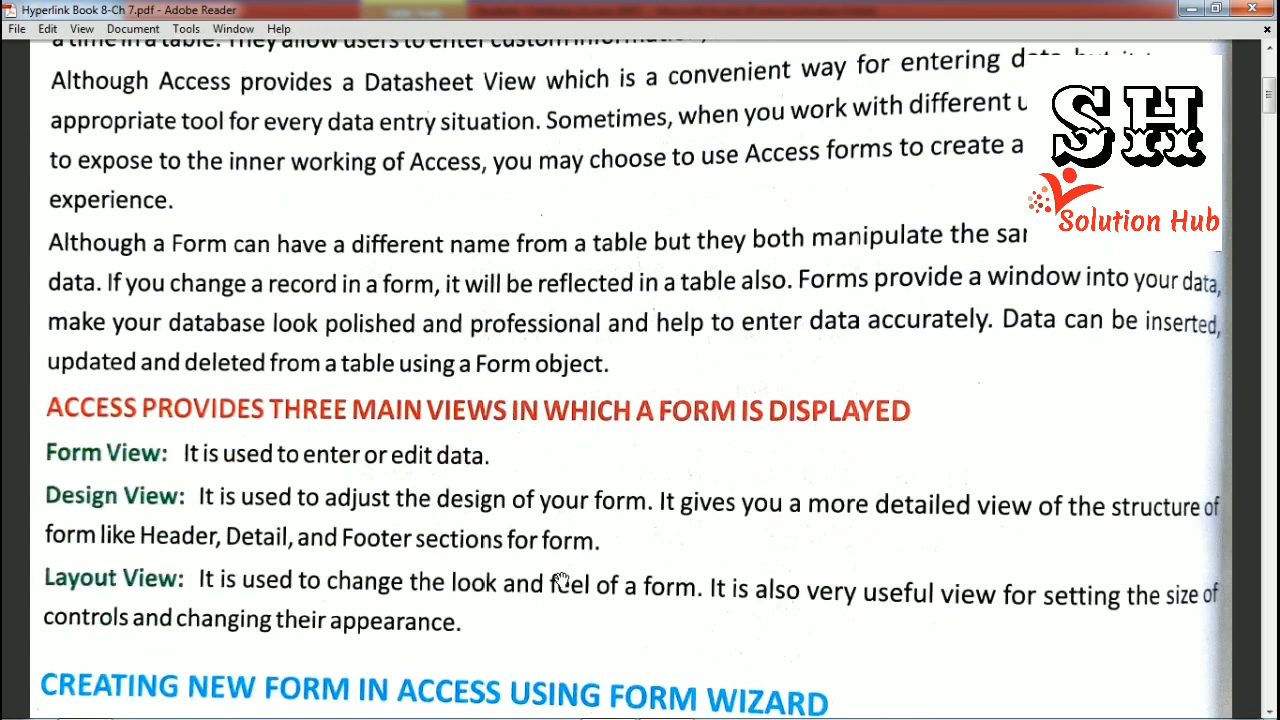 Hyperlink Book 8-Ch 7.pdf - Adobe Reader
File Edit View Document Tools Window Help
a time in a table. They allow users to enter custom
Although Access provides a Datasheet View which is a convenient way for entering
appropriate tool for every data entry situation. Sometimes, when you work with different
to expose to the inner working of Access, you may choose to use Access forms to create a
experience.
Although a Form can have a different name from a table but they both manipulate the
data. If you change a record in a form, it will be reflected in a table also. Forms provide a window into your data,
make your database look polished and professional and help to enter data accurately. Data can be inserted,
updated and deleted from a table using a Form object.
ACCESS PROVIDES THREE MAIN VIEWS IN WHICH A FORM IS DISPLAYED
Form View: It is used to enter or edit data.
Design View: It is used to adjust the design of your form. It gives you a more detailed view of the structure of
form like Header, Detail, and Footer sections for form.
Layout View: It is used to change the look and feel of a form. It is also very useful view for setting the size of
controls and changing their appearance.
CREATING NEW FORM IN ACCESS USING FORM WIZARD
SH
Solution Hub